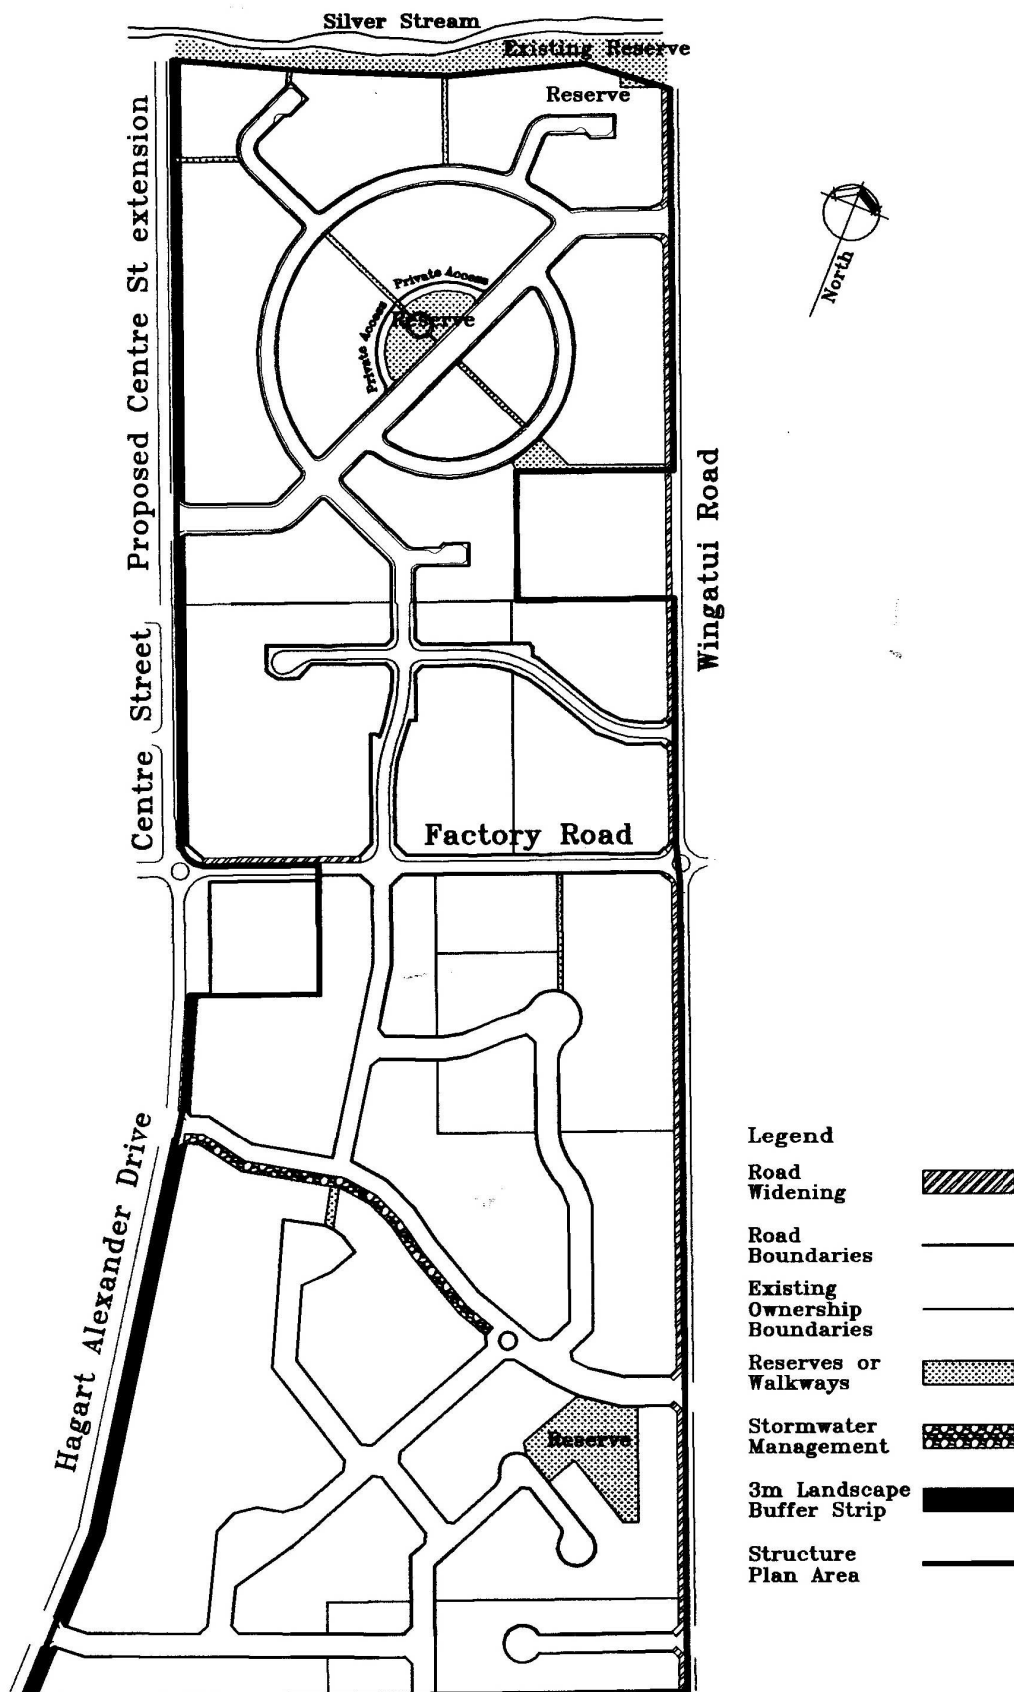 Silver Stream
Existing Reserve
Reserve
Proposed Centre St extension
Private Access
Private Access
Reserve
North
Wingatui Road
Centre Street
Factory Road
Hagart Alexander Drive
Reserve
Legend
Road
Widening
Road
Boundaries
Existing
Ownership
Boundaries
Reserves or
Walkways
Stormwater
Management
3m Landscape
Buffer Strip
Structure
Plan Area